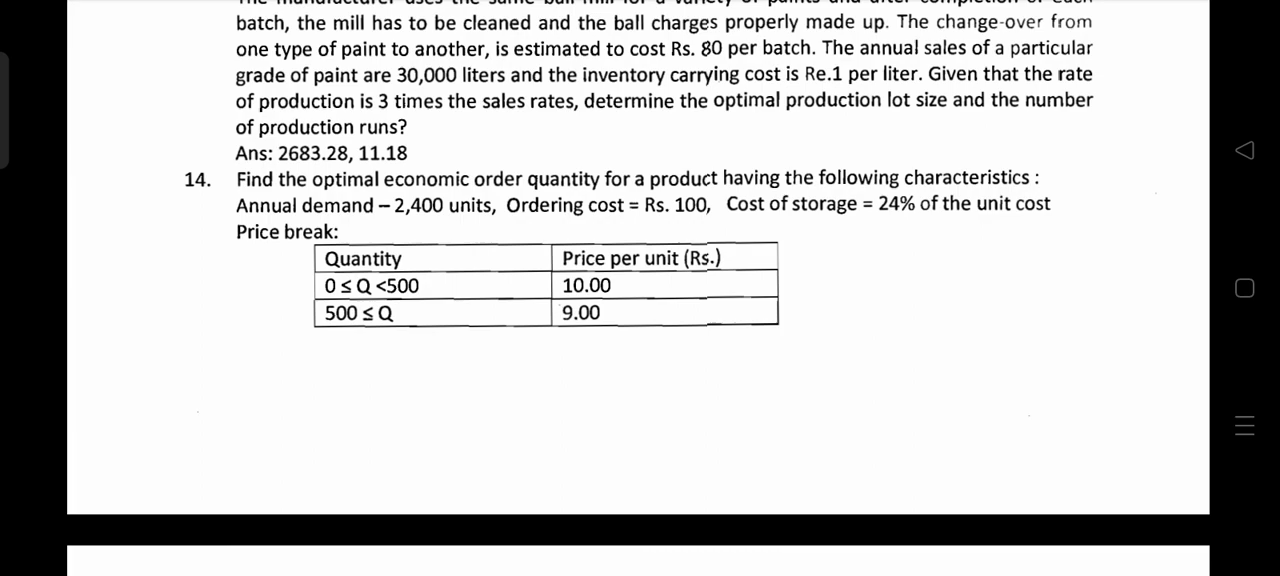 batch, the mill has to be cleaned and the ball charges properly made up. The change-over from
one type of paint to another, is estimated to cost Rs. 80 per batch. The annual sales of a particular
grade of paint are 30,000 liters and the inventory carrying cost is Re.1 per liter. Given that the rate
of production is 3 times the sales rates, determine the optimal production lot size and the number
of production runs?
Ans: 2683.28, 11.18
14. Find the optimal economic order quantity for a product having the following characteristics :
Annual demand – 2,400 units, Ordering cost = Rs. 100, Cost of storage = 24% of the unit cost
Price break:
Quantity Price per unit (Rs.)
0 ≤ Q <500 10.00
500 ≤ Q 9.00